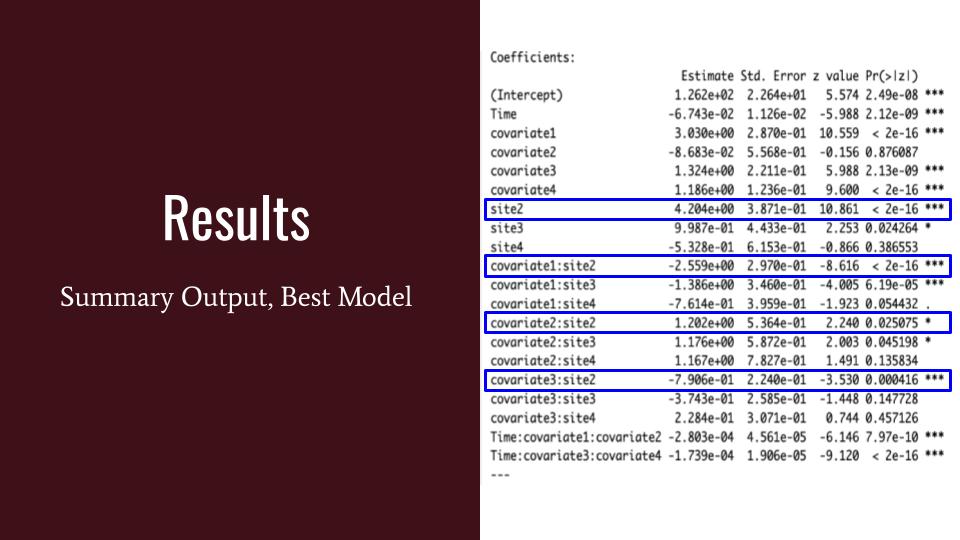 Results
Summary Output, Best Model
Coefficients:
Estimate Std. Error z value Pr(>|z|)
(Intercept) 1.262e+02 2.264e+01 5.574 2.49e-08 ***
Time -6.743e-02 1.126e-02 -5.988 2.12e-09 ***
covariate1 3.030e+00 2.870e-01 10.559 < 2e-16 ***
covariate2 -8.683e-02 5.568e-01 -0.156 0.876087
covariate3 1.324e+00 2.211e-01 5.988 2.13e-09 ***
covariate4 1.186e+00 1.236e-01 9.600 < 2e-16 ***
site2 4.204e+00 3.871e-01 10.861 < 2e-16 ***
site3 9.987e-01 4.433e-01 2.253 0.024264 *
site4 -5.328e-01 6.153e-01 -0.866 0.386553
covariate1:site2 -2.559e+00 2.970e-01 -8.616 < 2e-16 ***
covariate1:site3 -1.386e+00 3.460e-01 -4.005 6.19e-05 ***
covariate1:site4 -7.614e-01 3.959e-01 -1.923 0.054432 .
covariate2:site2 1.202e+00 5.364e-01 2.240 0.025075 *
covariate2:site3 1.176e+00 5.872e-01 2.003 0.045198 *
covariate2:site4 1.167e+00 7.827e-01 1.491 0.135834
covariate3:site2 -7.906e-01 2.240e-01 -3.530 0.000416 ***
covariate3:site3 -3.743e-01 2.585e-01 -1.448 0.147728
covariate3:site4 2.284e-01 3.071e-01 0.744 0.457126
Time:covariate1:covariate2 -2.803e-04 4.561e-05 -6.146 7.97e-10 ***
Time:covariate3:covariate4 -1.739e-04 1.906e-05 -9.120 < 2e-16 ***
---